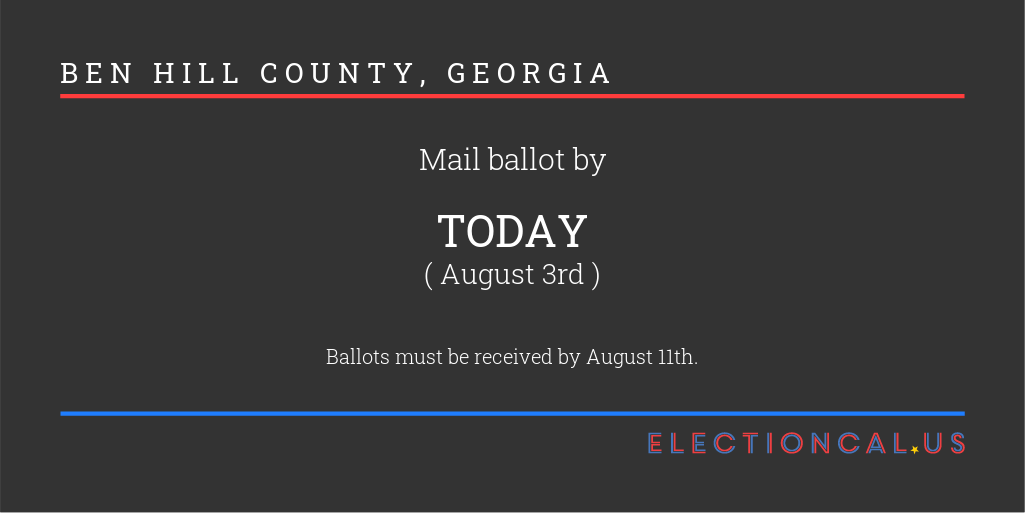 BEN HILL COUNTY, GEORGIA
Mail ballot by
TODAY
( August 3rd )
Ballots must be received by August 11th.
ELECTIONCAL.US